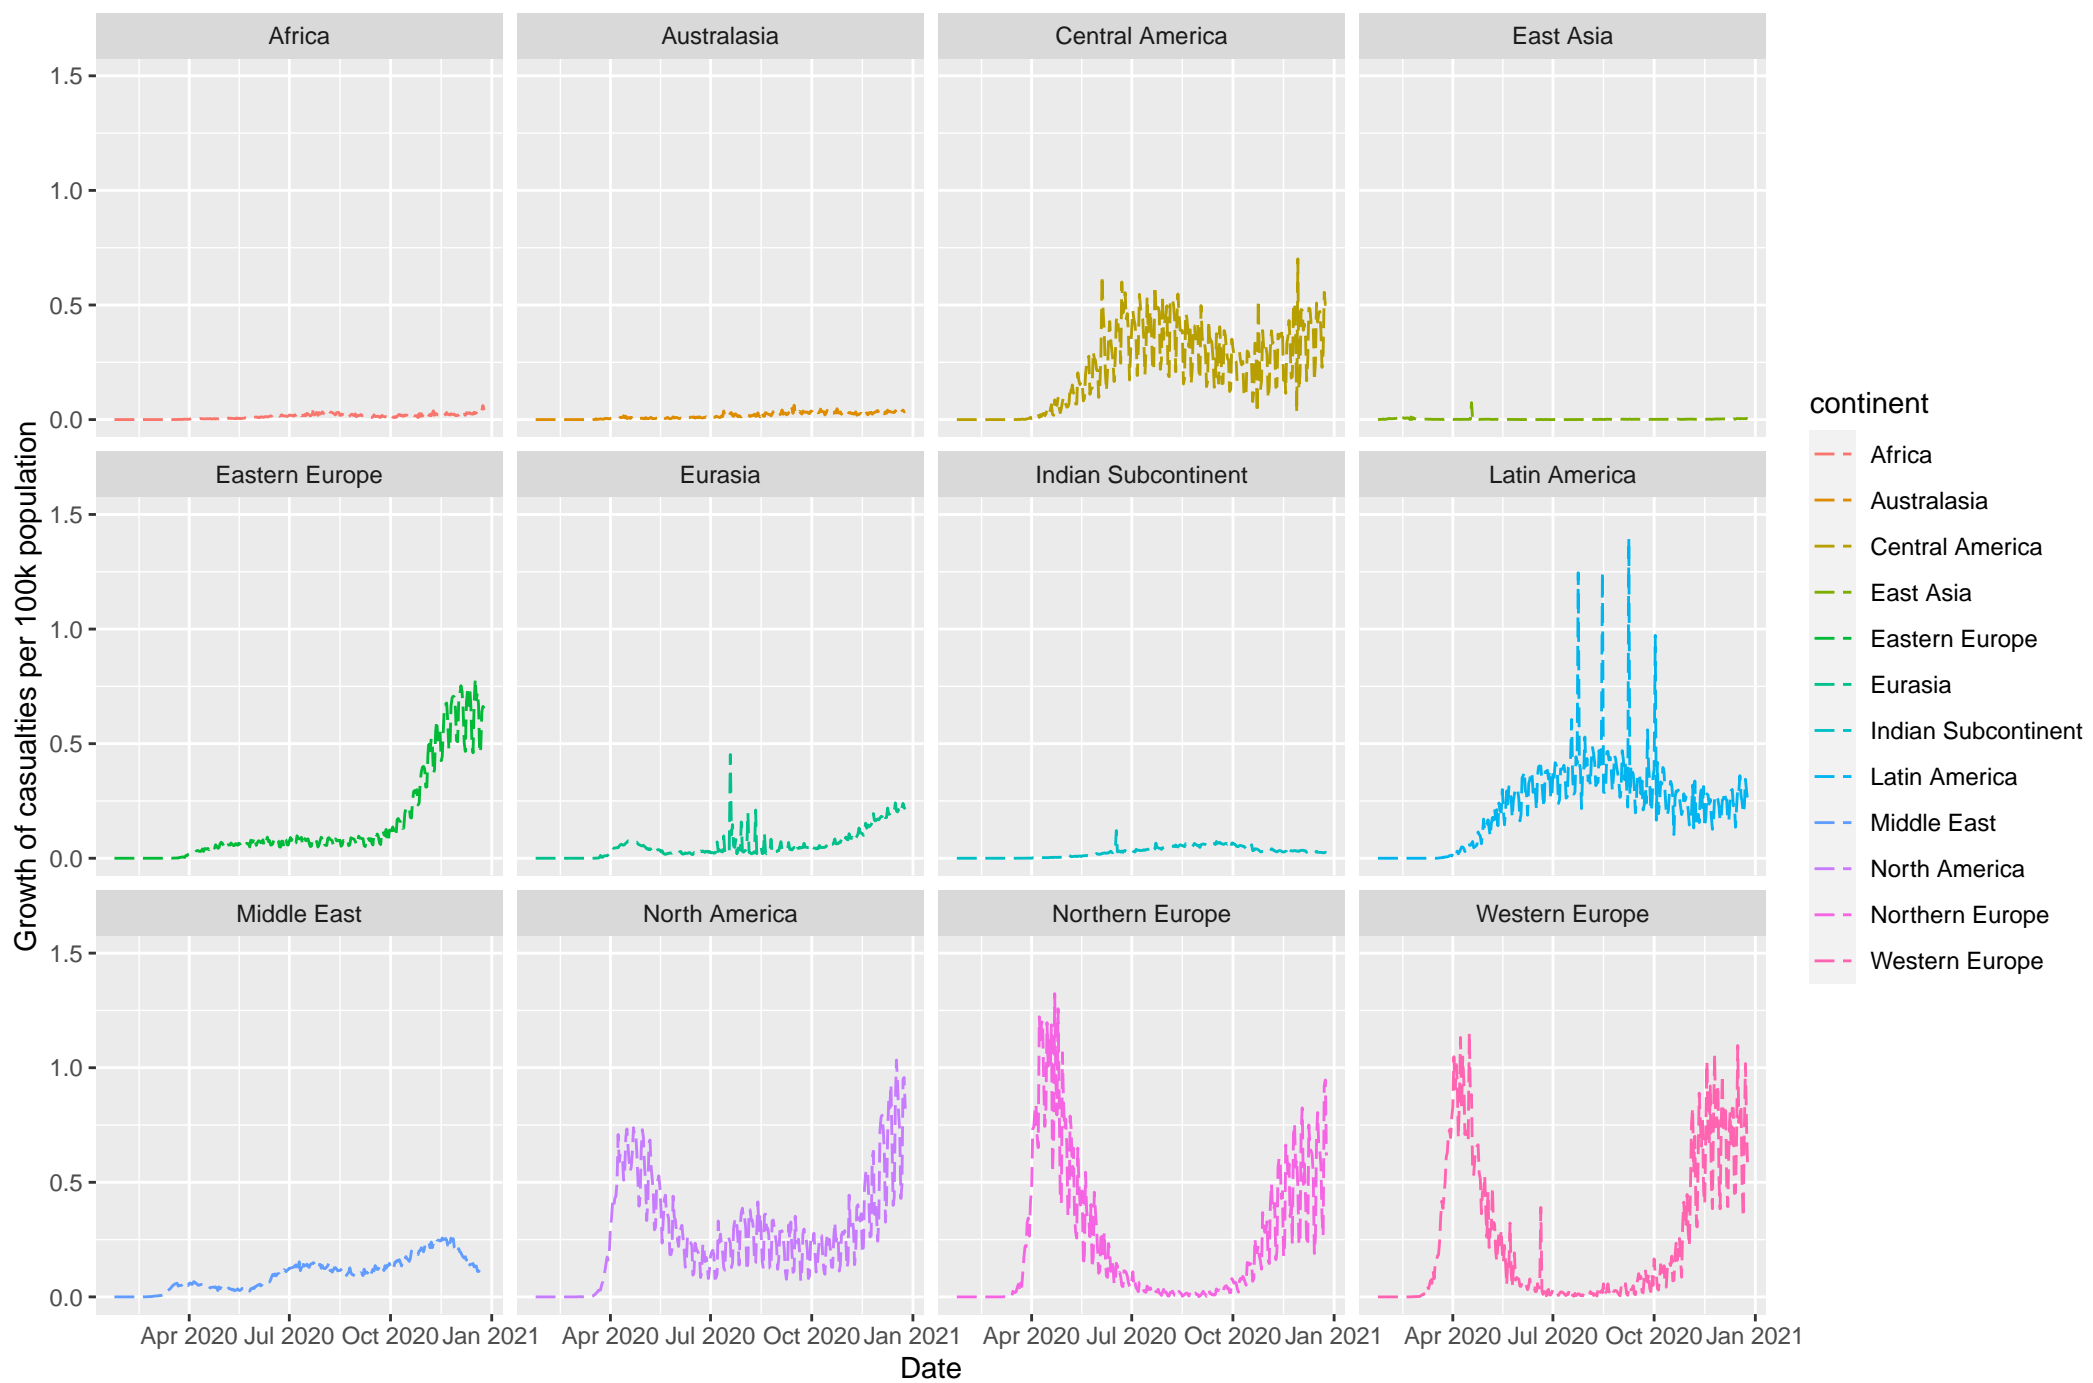 Africa
Australasia
Central America
East Asia
1.5
1.0
0.5
0.0
Eastern Europe
Eurasia
Indian Subcontinent
Latin America
1.5
1.0
0.5
0.0
Middle East
North America
Northern Europe
Western Europe
1.5
1.0
0.5
0.0
Apr 2020 Jul 2020 Oct 2020 Jan 2021
Apr 2020 Jul 2020 Oct 2020 Jan 2021
Apr 2020 Jul 2020 Oct 2020 Jan 2021
Apr 2020 Jul 2020 Oct 2020 Jan 2021
Date
Growth of casualties per 100k population
continent
Africa
Australasia
Central America
East Asia
Eastern Europe
Eurasia
Indian Subcontinent
Latin America
Middle East
North America
Northern Europe
Western Europe